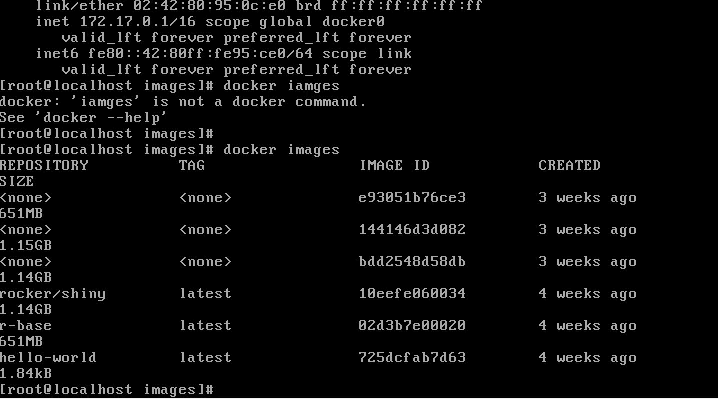 link/ether 02:42:80:95:0c:e0 brd ff:ff:ff:ff:ff:ff
inet 172.17.0.1/16 scope global docker0
valid_lft forever preferred_lft forever
inet6 fe80::42:80ff:fe95:ce0/64 scope link
valid_lft forever preferred_lft forever
[root@localhost images]# docker iamges
docker: 'iamges' is not a docker command.
See 'docker --help'
[root@localhost images]#
[root@localhost images]# docker images
REPOSITORY TAG IMAGE ID CREATED
SIZE
<none> <none> e93051b76ce3 3 weeks ago
651MB
<none> <none> 144146d3d082 3 weeks ago
1.15GB
<none> <none> bdd2548d58db 3 weeks ago
1.14GB
rocker/shiny latest 10eefe060034 4 weeks ago
1.14GB
r-base latest 02d3b7e00020 4 weeks ago
651MB
hello-world latest 725dcfab7d63 4 weeks ago
1.84kB
[root@localhost images]#